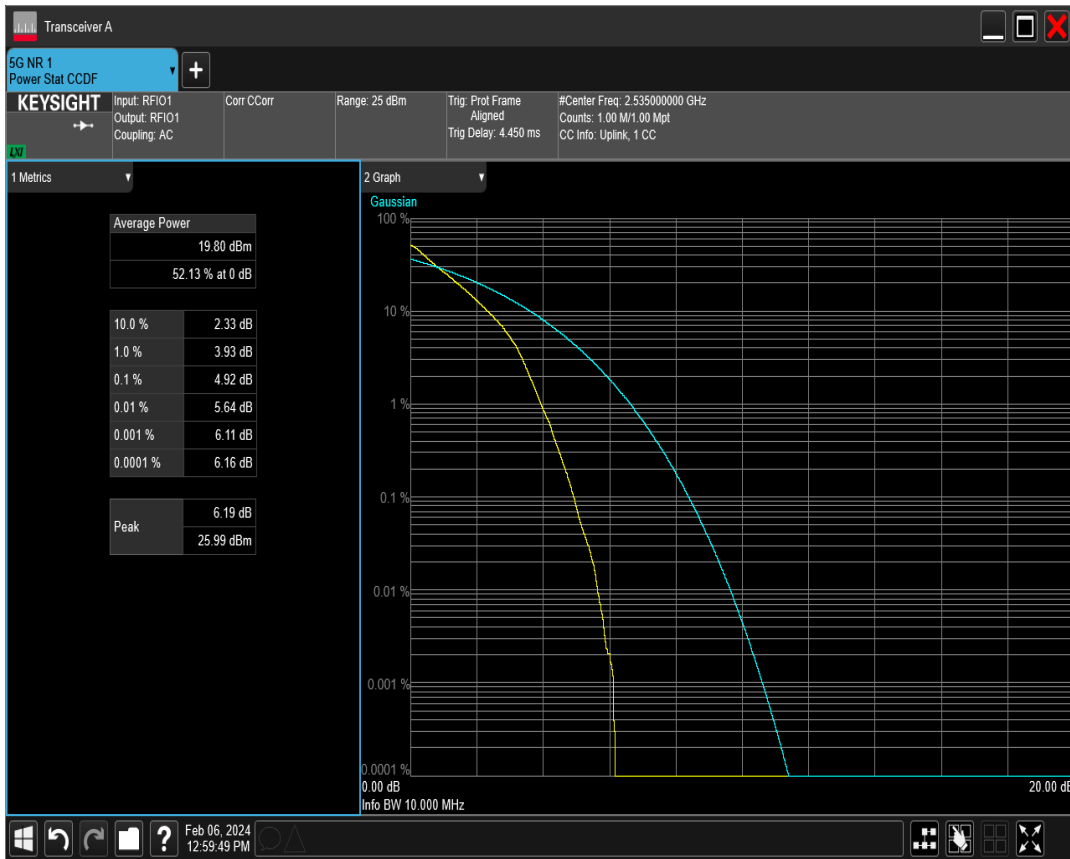 Transceiver A
5G NR 1
Power Stat CCDF
KEYSIGHT
LXI
Input: RFIO1
Output: RFIO1
Coupling: AC
Corr CCorr
Range: 25 dBm
Trig: Prot Frame
Aligned
Trig Delay: 4.450 ms
#Center Freq: 2.535000000 GHz
Counts: 1.00 M/1.00 Mpt
CC Info: Uplink, 1 CC
1 Metrics
Average Power
19.80 dBm
52.13 % at 0 dB
10.0 % 2.33 dB
1.0 % 3.93 dB
0.1 % 4.92 dB
0.01 % 5.64 dB
0.001 % 6.11 dB
0.0001 % 6.16 dB
Peak
6.19 dB
25.99 dBm
2 Graph
Gaussian
100 %
10 %
1 %
0.1 %
0.01 %
0.001 %
0.0001 %
0.00 dB 20.00 dB
Info BW 10.000 MHz
?
Feb 06, 2024
12:59:49 PM